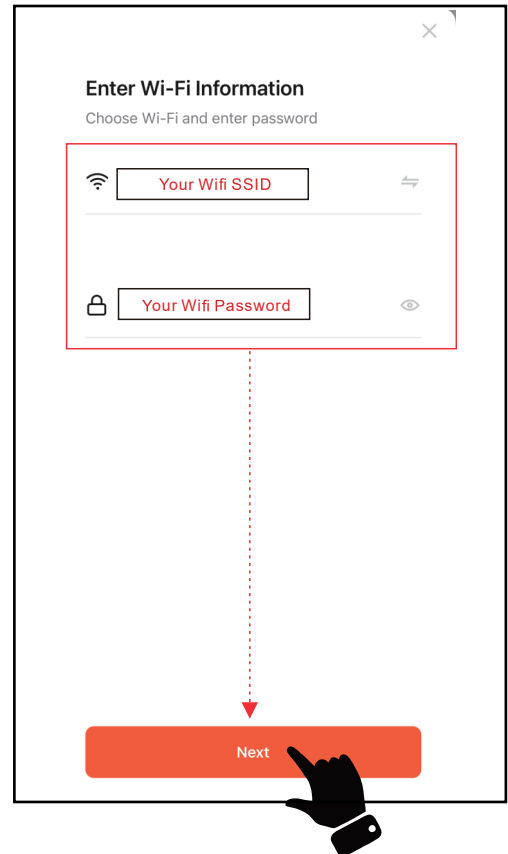 Enter Wi-Fi Information
Choose Wi-Fi and enter password
Your Wifi SSID
Your Wifi Password
Next